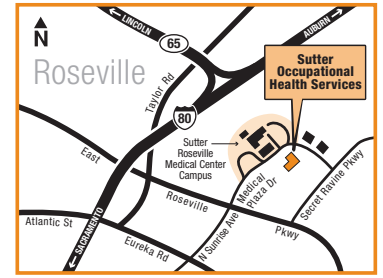 N
← LINCOLN
65
AUBURN →
Roseville
Taylor Rd
80
Sutter
Occupational
Health Services
Sutter
Roseville
Medical Center
Campus
East
Roseville
Pkwy
Medical
Plaza Dr
Secret Ravine Pkwy
N Sunrise Ave
Atlantic St
Eureka Rd
← SACRAMENTO